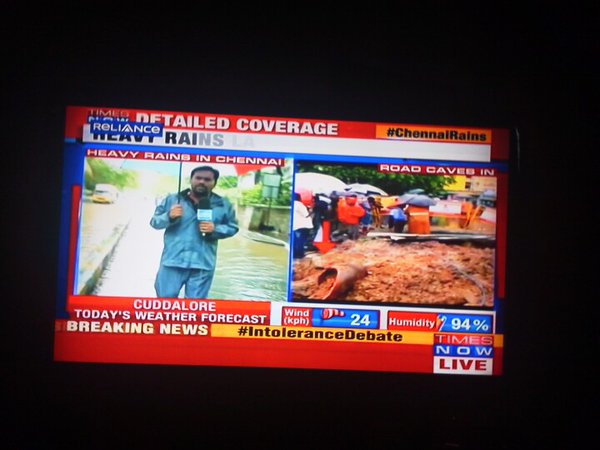 TIMES
NOW DETAILED COVERAGE
RELIANCE
#ChennaiRains
HEAVY RAINS
HEAVY RAINS IN CHENNAI
ROAD CAVES IN
CUDDALORE
TODAY'S WEATHER FORECAST
Wind
(kph)
24
Humidity
94%
BREAKING NEWS
#IntoleranceDebate
TIMES
NOW
LIVE